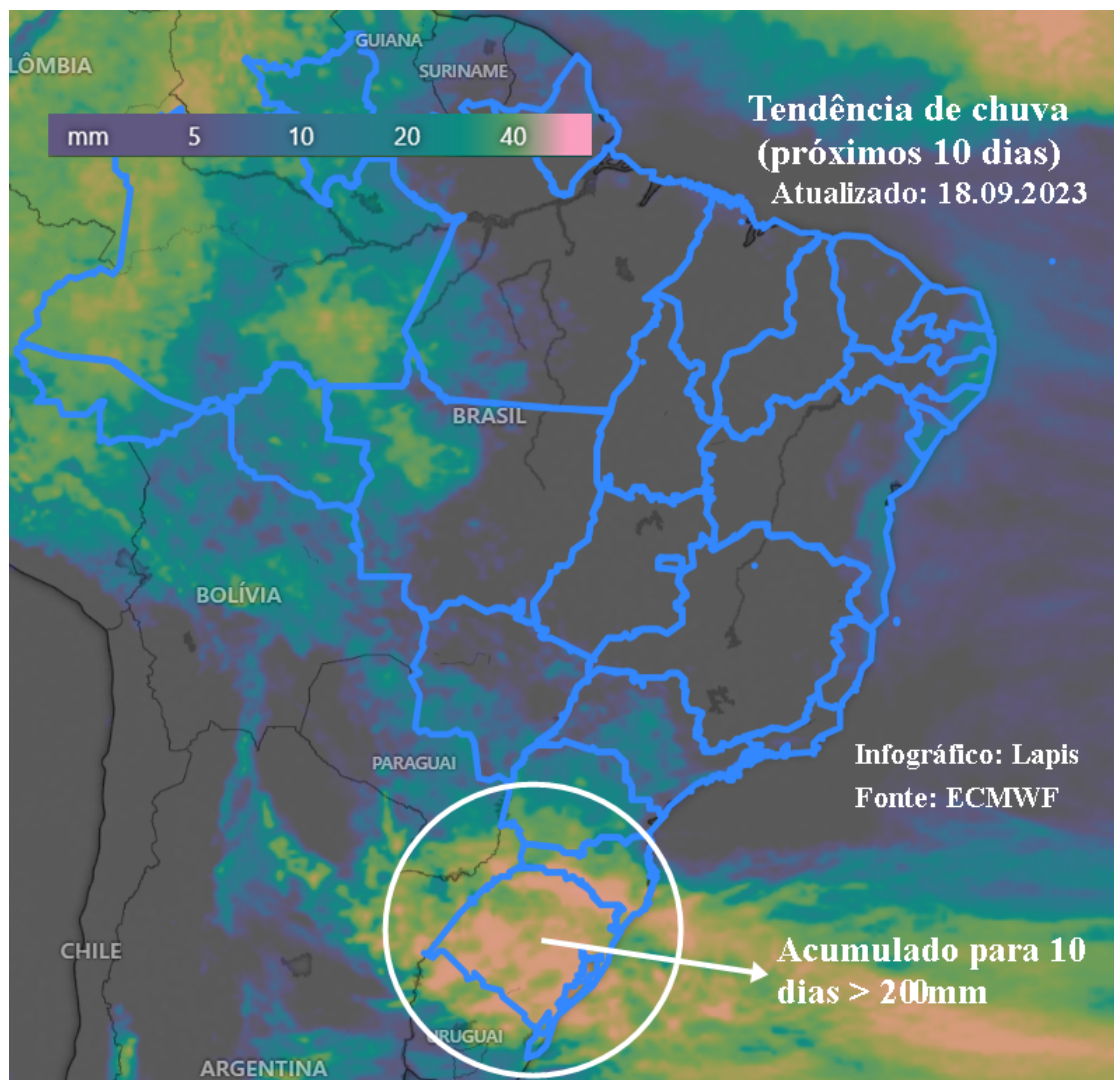 GUIANA
LÔMBIA
SURINAME
mm 5 10 20 40
Tendência de chuva
(próximos 10 dias)
Atualizado: 18.09.2023
BRASIL
BOLÍVIA
PARAGUAI
Infográfico: Lapis
Fonte: ECMWF
CHILE
Acumulado para 10
dias > 200mm
URUGUAI
ARGENTINA